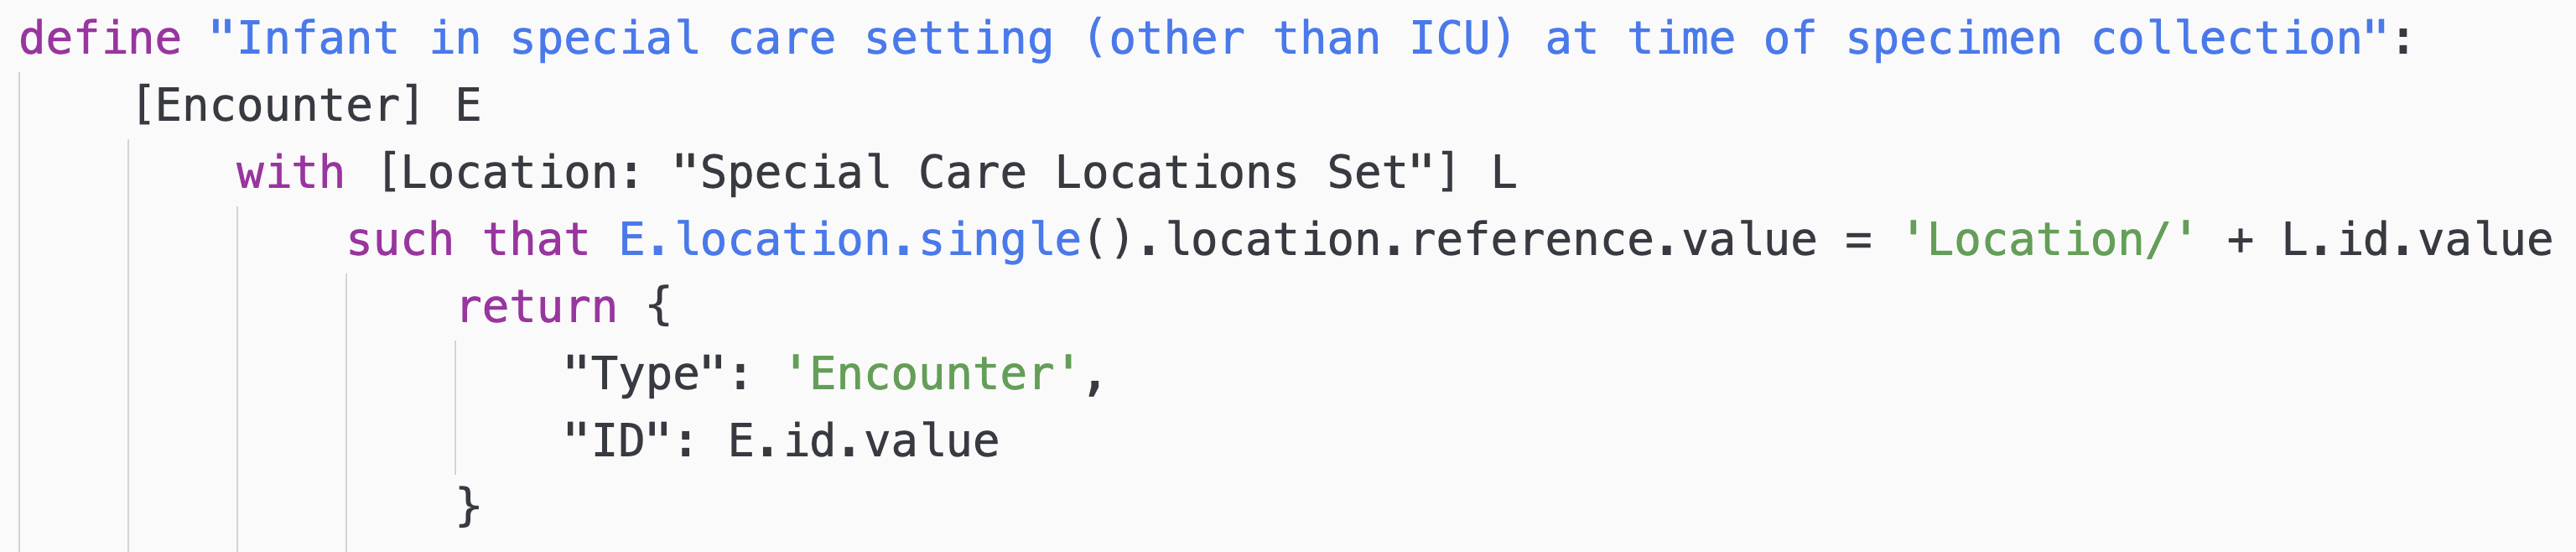 define "Infant in special care setting (other than ICU) at time of specimen collection":
[Encounter] E
with [Location: "Special Care Locations Set"] L
such that E.location.single().location.reference.value = 'Location/' + L.id.value
return {
"Type": 'Encounter',
"ID": E.id.value
}